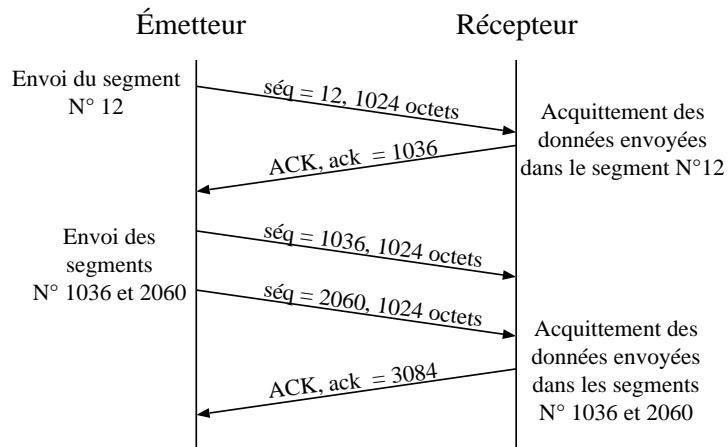 Émetteur
Récepteur
Envoi du segment
N° 12
séq = 12, 1024 octets
Acquittement des
données envoyées
dans le segment N°12
ACK, ack = 1036
Envoi des
segments
N° 1036 et 2060
séq = 1036, 1024 octets
séq = 2060, 1024 octets
Acquittement des
données envoyées
dans les segments
N° 1036 et 2060
ACK, ack = 3084